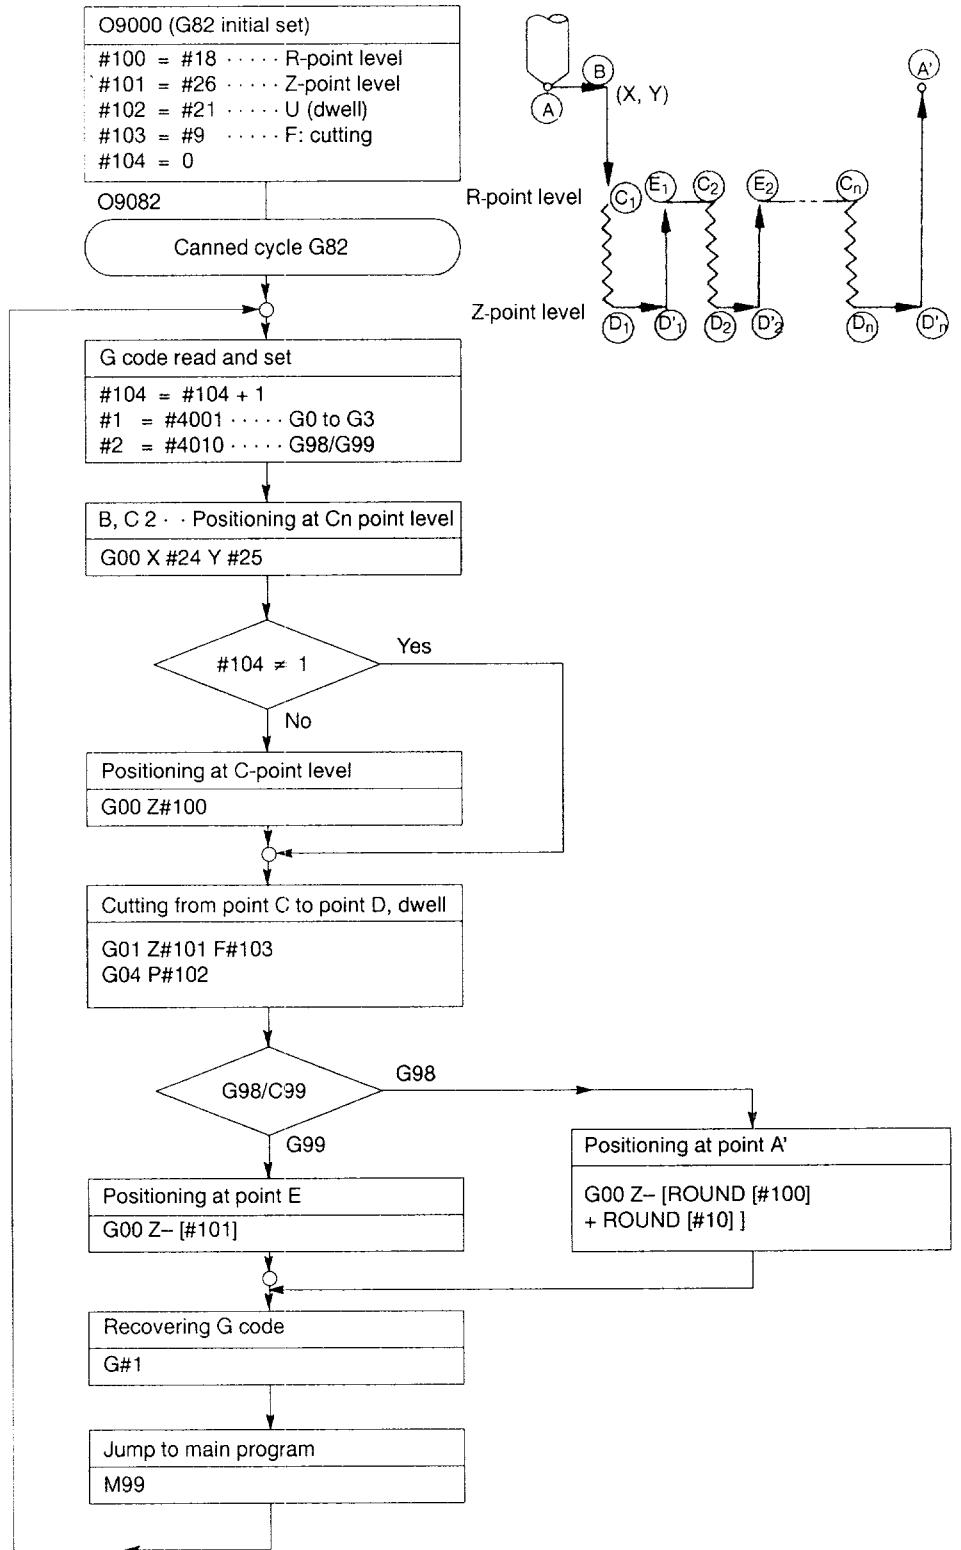 O9000 (G82 initial set)
#100 = #18 ····· R-point level
#101 = #26 ····· Z-point level
#102 = #21 ····· U (dwell)
#103 = #9 ····· F: cutting
#104 = 0
O9082
Canned cycle G82
G code read and set
#104 = #104 + 1
#1 = #4001 ····· G0 to G3
#2 = #4010 ····· G98/G99
B, C 2 ·· Positioning at Cn point level
G00 X #24 Y #25
#104 ≠ 1
Yes
No
Positioning at C-point level
G00 Z#100
Cutting from point C to point D, dwell
G01 Z#101 F#103
G04 P#102
G98/C99
G98
G99
Positioning at point E
G00 Z– [#101]
Positioning at point A'
G00 Z– [ROUND [#100]
+ ROUND [#10] ]
Recovering G code
G#1
Jump to main program
M99
A
B
(X, Y)
A'
R-point level
C1
E1
C2
E2
Cn
Z-point level
D1
D'1
D2
D'2
Dn
D'n